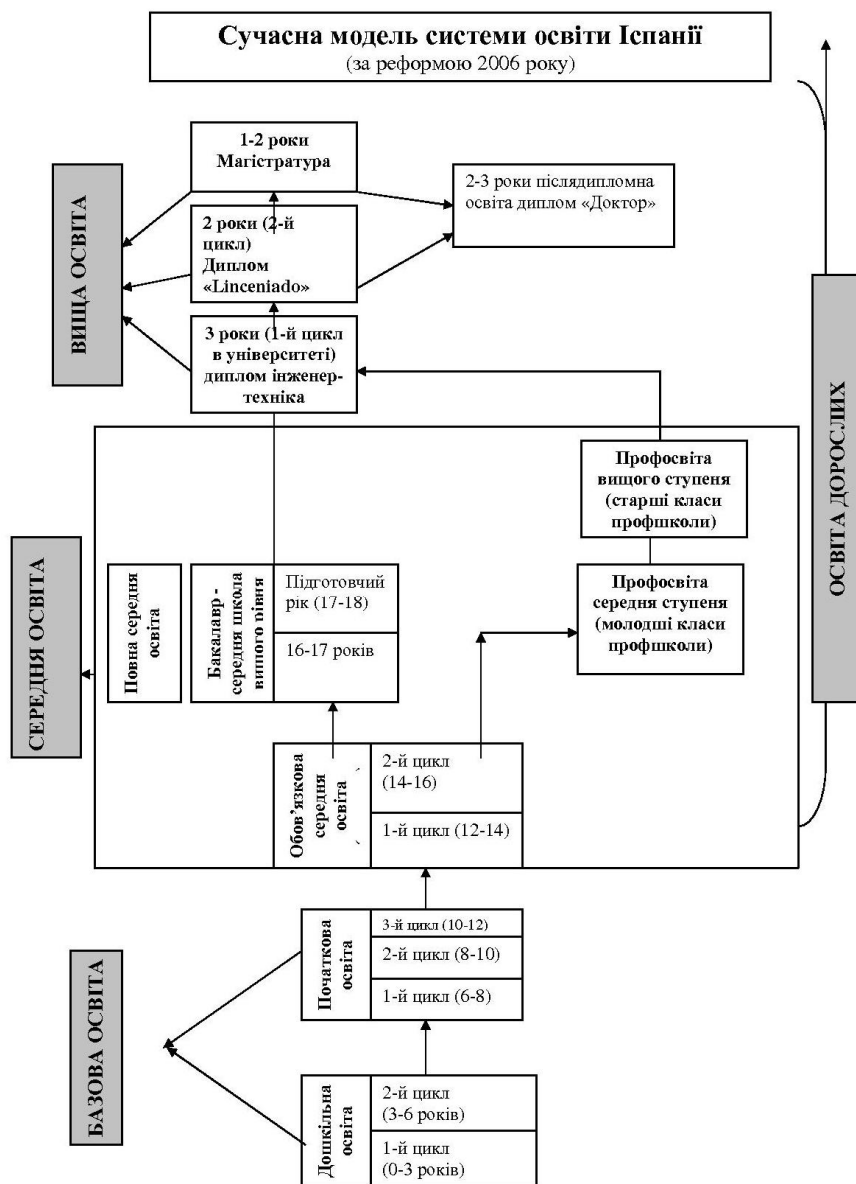 Сучасна модель системи освіти Іспанії
(за реформою 2006 року)
1-2 роки
Магістратура
2-3 роки післядипломна
освіта диплом «Доктор»
ВИЩА ОСВІТА
2 роки (2-й
цикл)
Диплом
«Linceniado»
3 роки (1-й цикл
в університеті)
диплом інженер-
техніка
ОСВІТА ДОРОСЛИХ
Профосвіта
вищого ступеня
(старші класи
профшколи)
СЕРЕДНЯ ОСВІТА
Повна середня
освіта
Бакалавр -
середня школа
вищого рівня
Підготовчий
рік (17-18)
16-17 років
Профосвіта
середня ступеня
(молодші класи
профшколи)
Обов’язкова
середня
освіта
2-й цикл
(14-16)
1-й цикл (12-14)
БАЗОВА ОСВІТА
Початкова
освіта
3-й цикл (10-12)
2-й цикл (8-10)
1-й цикл (6-8)
Дошкільна
освіта
2-й цикл
(3-6 років)
1-й цикл
(0-3 років)